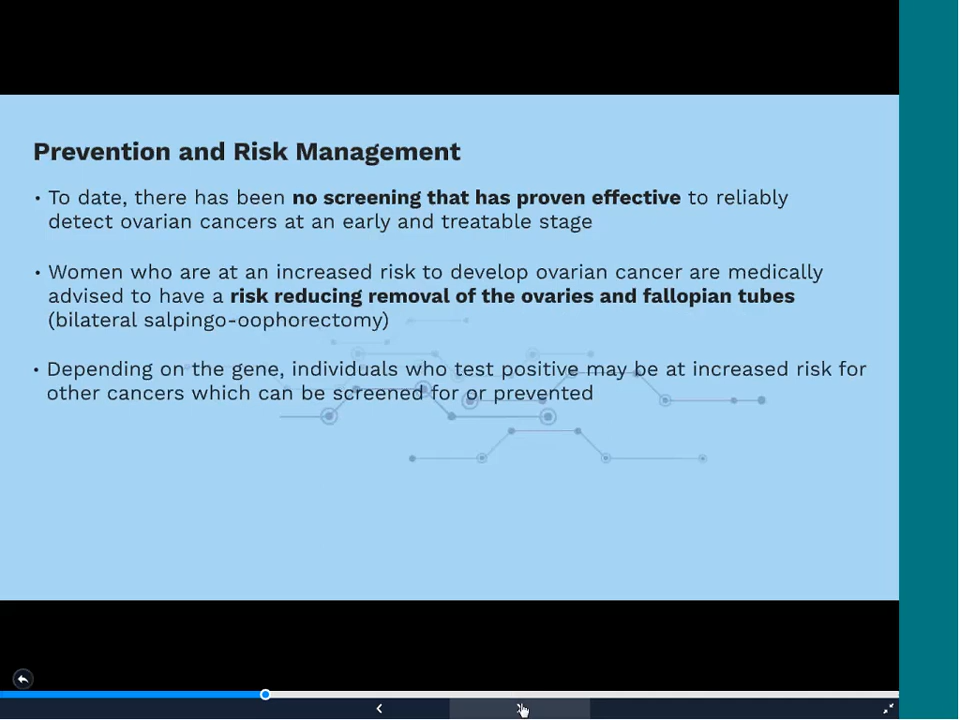 Prevention and Risk Management
• To date, there has been no screening that has proven effective to reliably
detect ovarian cancers at an early and treatable stage
• Women who are at an increased risk to develop ovarian cancer are medically
advised to have a risk reducing removal of the ovaries and fallopian tubes
(bilateral salpingo-oophorectomy)
• Depending on the gene, individuals who test positive may be at increased risk for
other cancers which can be screened for or prevented